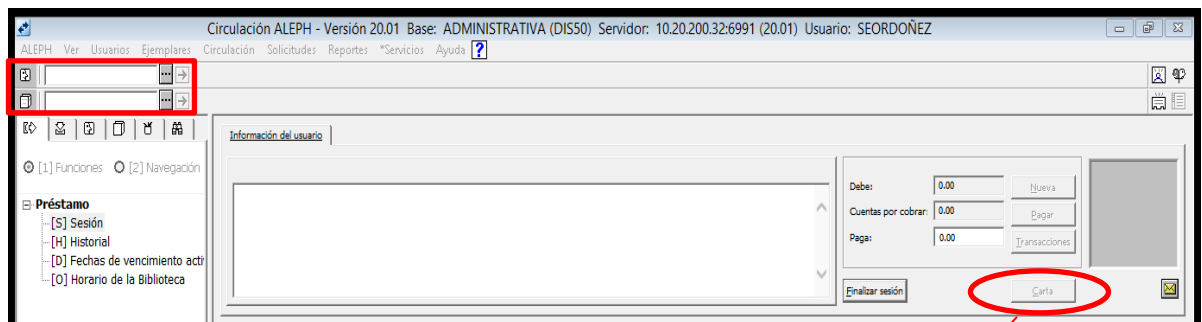 Circulación ALEPH - Versión 20.01 Base: ADMINISTRATIVA (DIS50) Servidor: 10.20.200.32:6991 (20.01) Usuario: SEORDOÑEZ
ALEPH Ver Usuarios Ejemplares Circulación Solicitudes Reportes *Servicios Ayuda ?
Información del usuario
[1] Funciones [2] Navegación
Debe: 0.00 Nueva
Préstamo
[S] Sesión
Cuentas por cobrar: 0.00 Pagar
[H] Historial
Paga: 0.00 Transacciones
[D] Fechas de vencimiento acti
[O] Horario de la Biblioteca
Finalizar sesión Carta